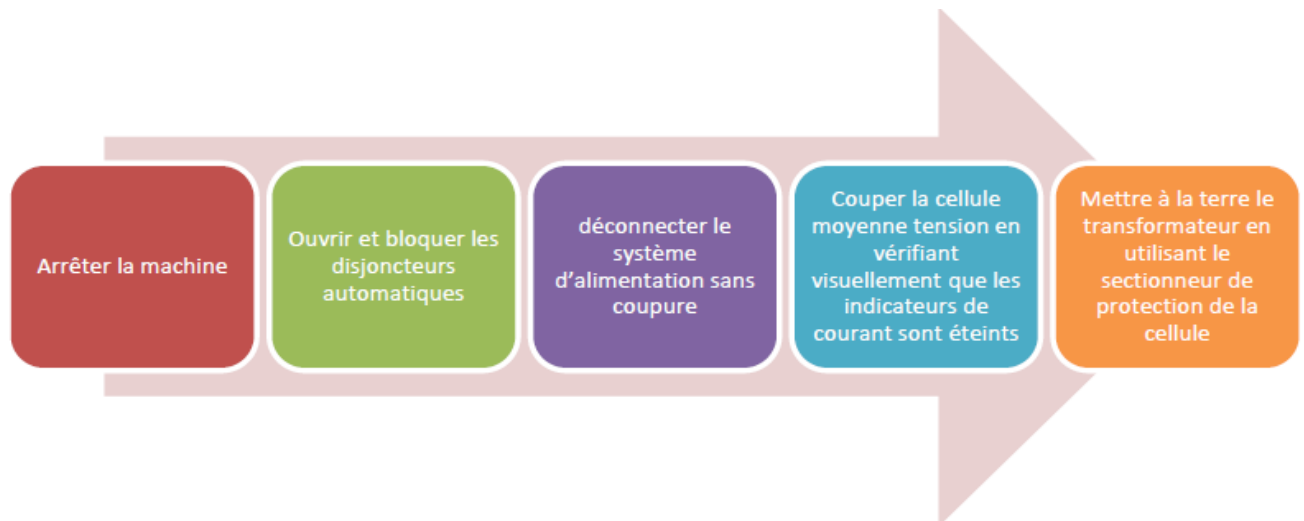 Arrêter la machine
Ouvrir et bloquer les
disjoncteurs
automatiques
déconnecter le
système
d'alimentation sans
coupure
Couper la cellule
moyenne tension en
vérifiant
visuellement que les
indicateurs de
courant sont éteints
Mettre à la terre le
transformateur en
utilisant le
sectionneur de
protection de la
cellule